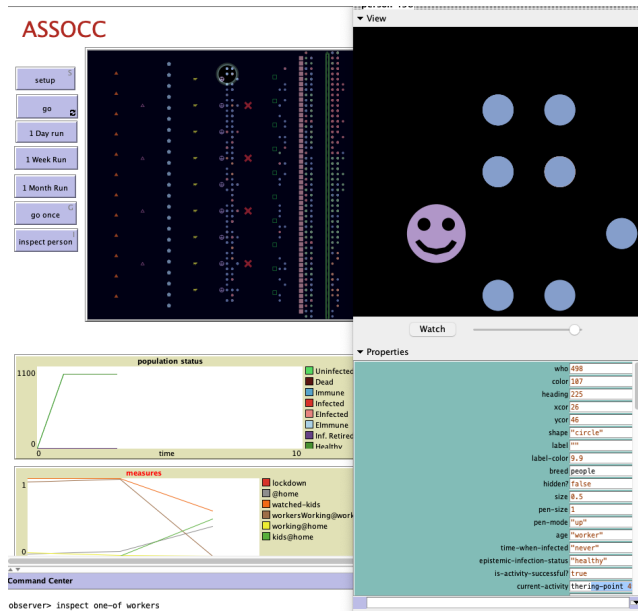 ASSOCC
setup
S
go
1 Day run
1 Week Run
1 Month Run
go once
G
inspect person
I
View
Watch
Properties
who 498
color 107
heading 225
xcor 26
ycor 46
shape "circle"
label ""
label-color 9.9
breed people
hidden? false
size 0.5
pen-size 1
pen-mode "up"
age "worker"
time-when-infected "never"
epistemic-infection-status "healthy"
is-activity-successful? true
current-activity thering-point 4
population status
1100
0
time
10
Uninfected
Dead
Immune
Infected
EInfected
EImmune
Inf. Retired
Healthy
measures
1
0
lockdown
@home
watched-kids
workersWorking@work
working@home
kids@home
Command Center
observer> inspect one-of workers